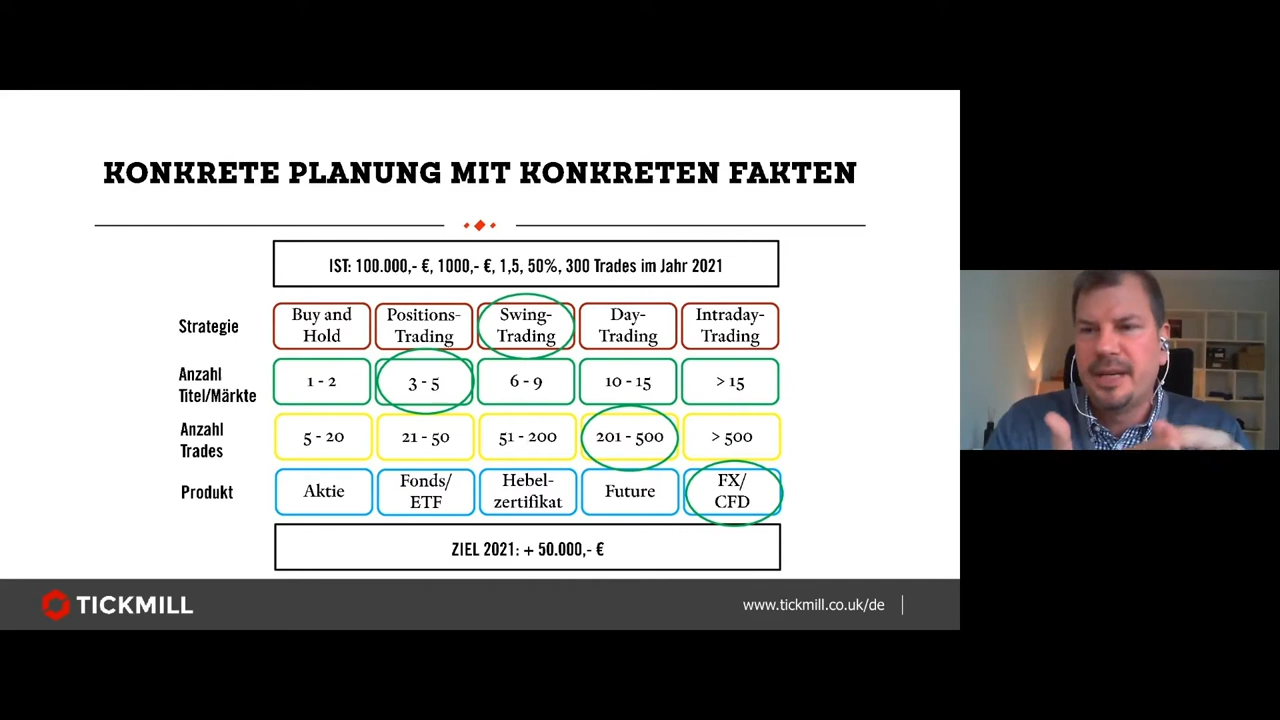 KONKRETE PLANUNG MIT KONKRETEN FAKTEN
IST: 100.000,- €, 1000,- €, 1,5, 50%, 300 Trades im Jahr 2021
Strategie
Buy and
Hold
Positions-
Trading
Swing-
Trading
Day-
Trading
Intraday-
Trading
Anzahl
Titel/Märkte
1 - 2
3 - 5
6 - 9
10 - 15
> 15
Anzahl
Trades
5 - 20
21 - 50
51 - 200
201 - 500
> 500
Produkt
Aktie
Fonds/
ETF
Hebel-
zertifikat
Future
FX/
CFD
ZIEL 2021: + 50.000,- €
TICKMILL
www.tickmill.co.uk/de